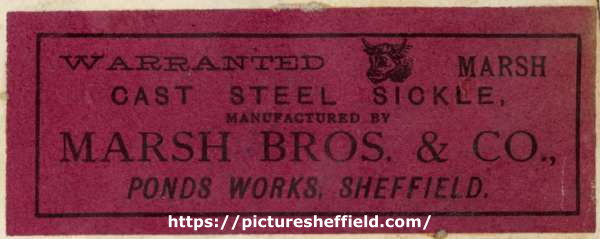 WARRANTED MARSH
CAST STEEL SICKLE,
MANUFACTURED BY
MARSH BROS. & CO.,
PONDS WORKS, SHEFFIELD.
https://picturesheffield.com/